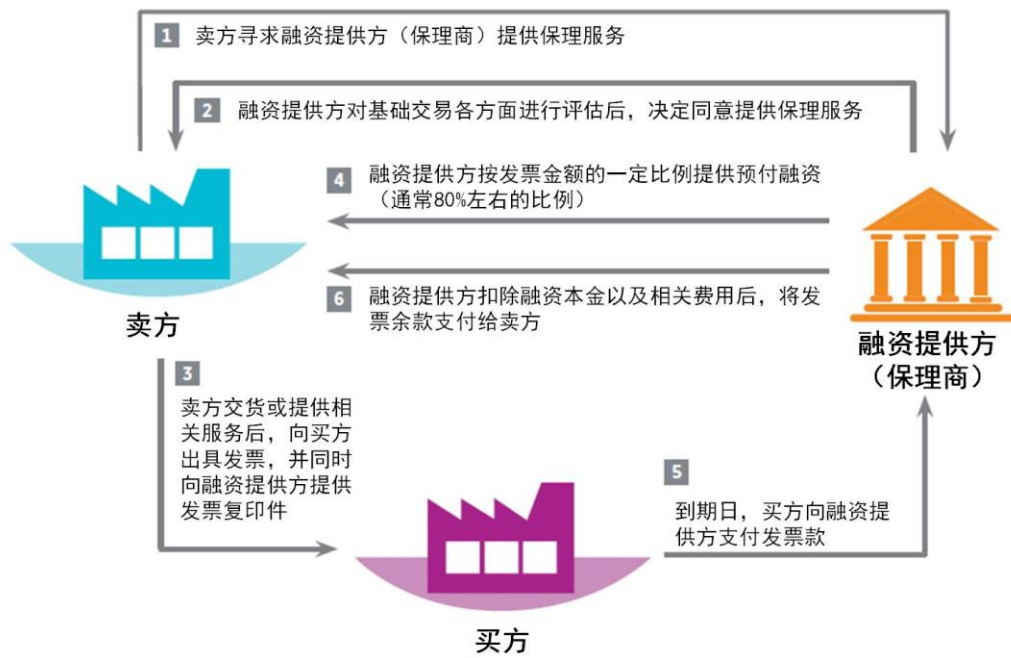 1 卖方寻求融资提供方（保理商）提供保理服务
2 融资提供方对基础交易各方面进行评估后，决定同意提供保理服务
4 融资提供方按发票金额的一定比例提供预付融资
（通常80%左右的比例）
6 融资提供方扣除融资本金以及相关费用后，将发
票余款支付给卖方
卖方
融资提供方
（保理商）
3
卖方交货或提供相
关服务后，向买方
出具发票，并同时
向融资提供方提供
发票复印件
5
到期日，买方向融资提
供方支付发票款
买方